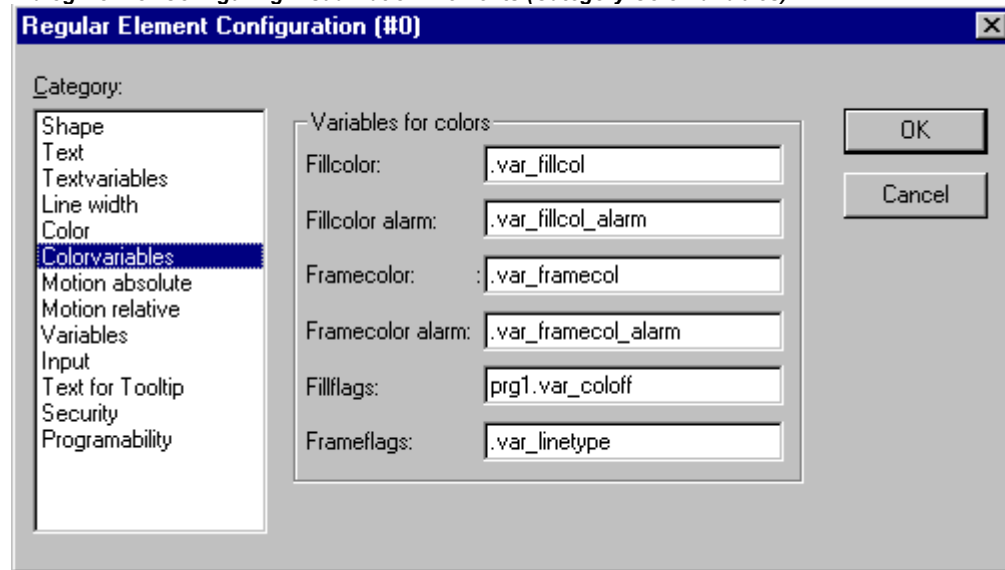 Regular Element Configuration (#0)
Category:
Shape
Text
Textvariables
Line width
Color
Colorvariables
Motion absolute
Motion relative
Variables
Input
Text for Tooltip
Security
Programability
Variables for colors
Fillcolor: .var_fillcol
Fillcolor alarm: .var_fillcol_alarm
Framecolor: :.var_framecol
Framecolor alarm: .var_framecol_alarm
Fillflags: prg1.var_coloff
Frameflags: .var_linetype
OK
Cancel